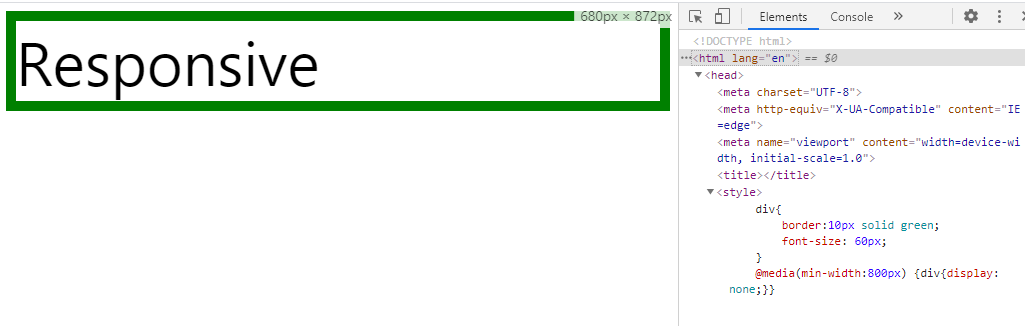 680px × 872px
Responsive
Elements Console »
<!DOCTYPE html>
⋯<html lang="en"> == $0
▼<head>
<meta charset="UTF-8">
<meta http-equiv="X-UA-Compatible" content="IE
=edge">
<meta name="viewport" content="width=device-wi
dth, initial-scale=1.0">
<title></title>
▼<style>
div{
border:10px solid green;
font-size: 60px;
}
@media(min-width:800px) {div{display:
none;}}